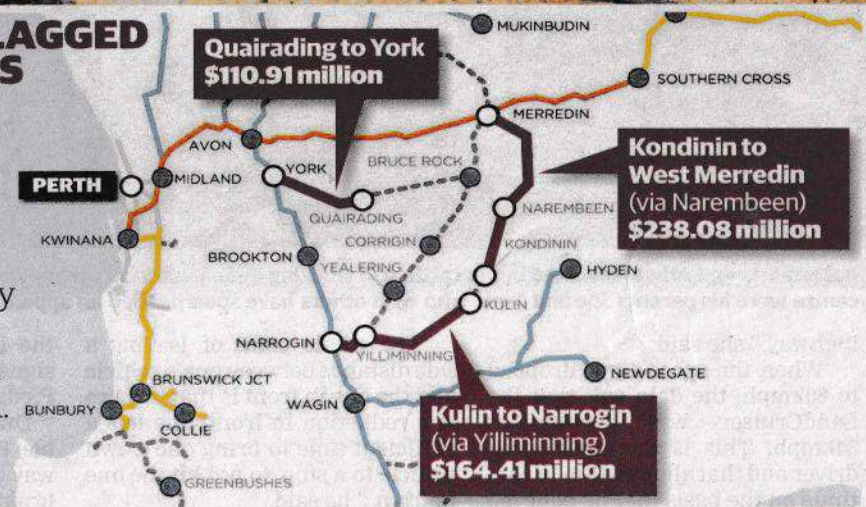 LAGGED
S
Quairading to York
$110.91 million
MUKINBUDIN
SOUTHERN CROSS
MERREDIN
AVON
YORK
BRUCE ROCK
Kondinin to
West Merredin
(via Narembeen)
$238.08 million
PERTH
MIDLAND
QUAIRADING
NAREMBEEN
KWINANA
CORRIGIN
KONDININ
BROOKTON
YEALERING
HYDEN
KULIN
NARROGIN
YILLIMINNING
NEWDEGATE
BRUNSWICK JCT
WAGIN
BUNBURY
COLLIE
Kulin to Narrogin
(via Yilliminning)
$164.41 million
GREENBUSHES